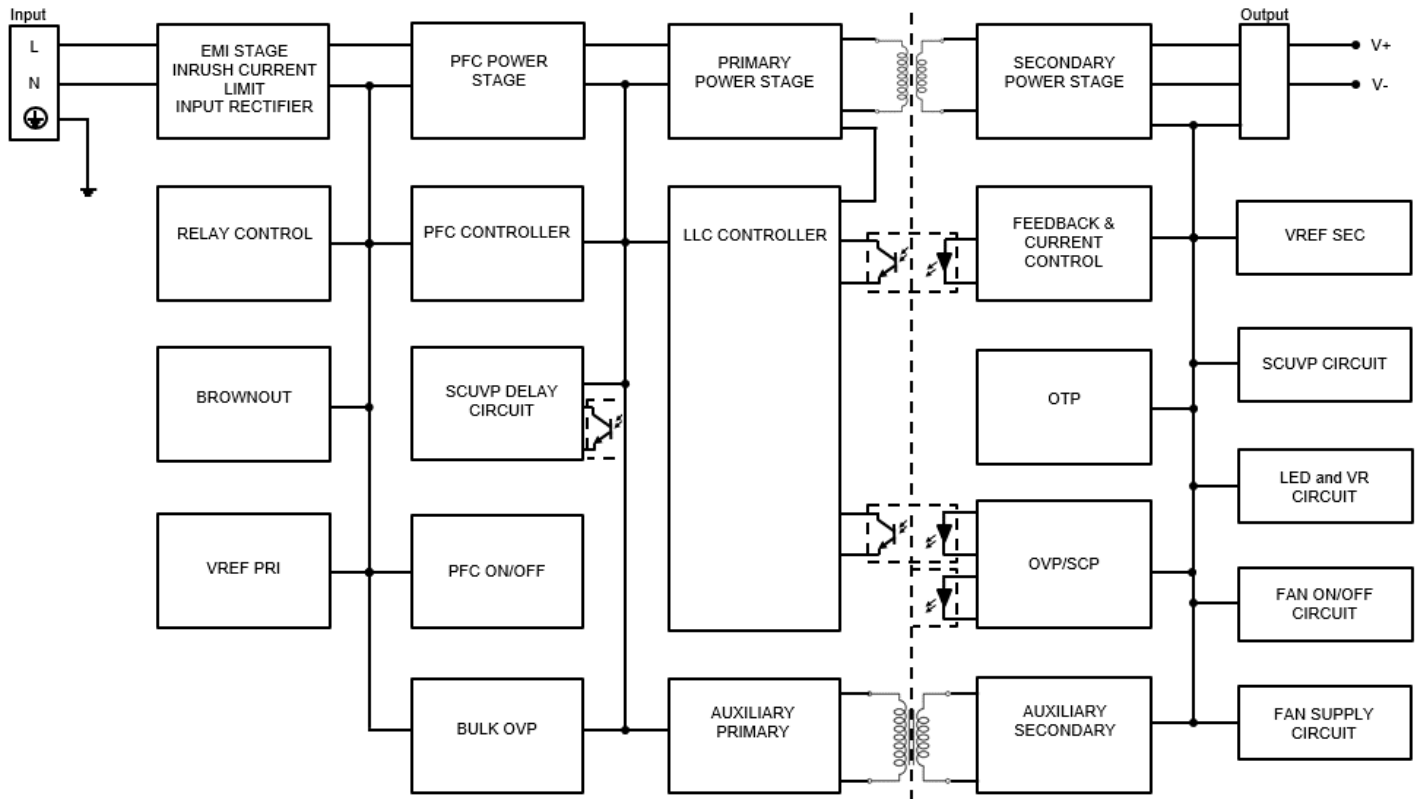 Input
Output
L
N
EMI STAGE
INRUSH CURRENT
LIMIT
INPUT RECTIFIER
PFC POWER
STAGE
PRIMARY
POWER STAGE
SECONDARY
POWER STAGE
V+
V-
RELAY CONTROL
PFC CONTROLLER
LLC CONTROLLER
FEEDBACK &
CURRENT
CONTROL
VREF SEC
BROWNOUT
SCUVP DELAY
CIRCUIT
OTP
SCUVP CIRCUIT
LED and VR
CIRCUIT
VREF PRI
PFC ON/OFF
OVP/SCP
FAN ON/OFF
CIRCUIT
BULK OVP
AUXILIARY
PRIMARY
AUXILIARY
SECONDARY
FAN SUPPLY
CIRCUIT